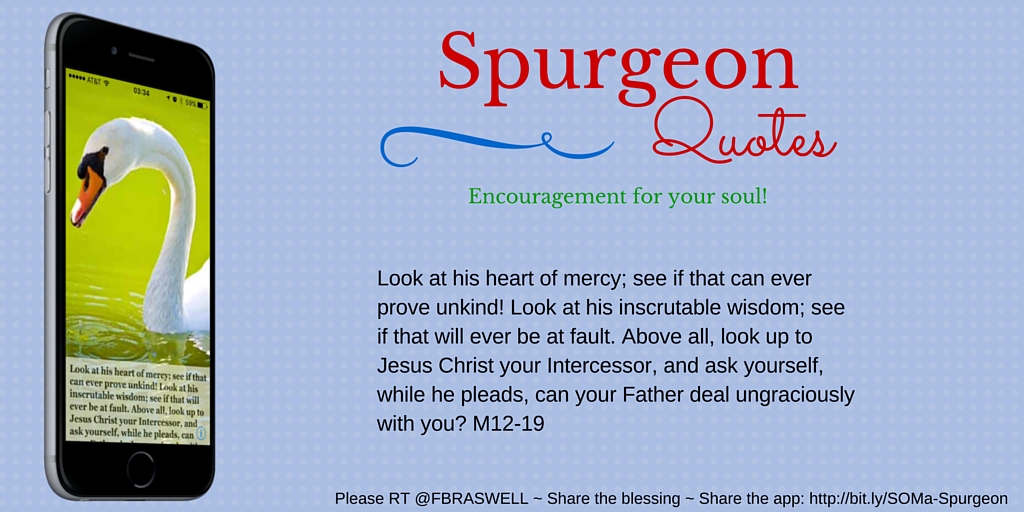 AT&T
03:34
59%
Look at his heart of mercy; see if that
can ever prove unkind! Look at his
inscrutable wisdom; see if that will
ever be at fault. Above all, look up to
Jesus Christ your Intercessor, and
ask yourself, while he pleads, can
Spurgeon
Quotes
Encouragement for your soul!
Look at his heart of mercy; see if that can ever
prove unkind! Look at his inscrutable wisdom; see
if that will ever be at fault. Above all, look up to
Jesus Christ your Intercessor, and ask yourself,
while he pleads, can your Father deal ungraciously
with you? M12-19
Please RT @FBRASWELL ~ Share the blessing ~ Share the app: http://bit.ly/SOMa-Spurgeon